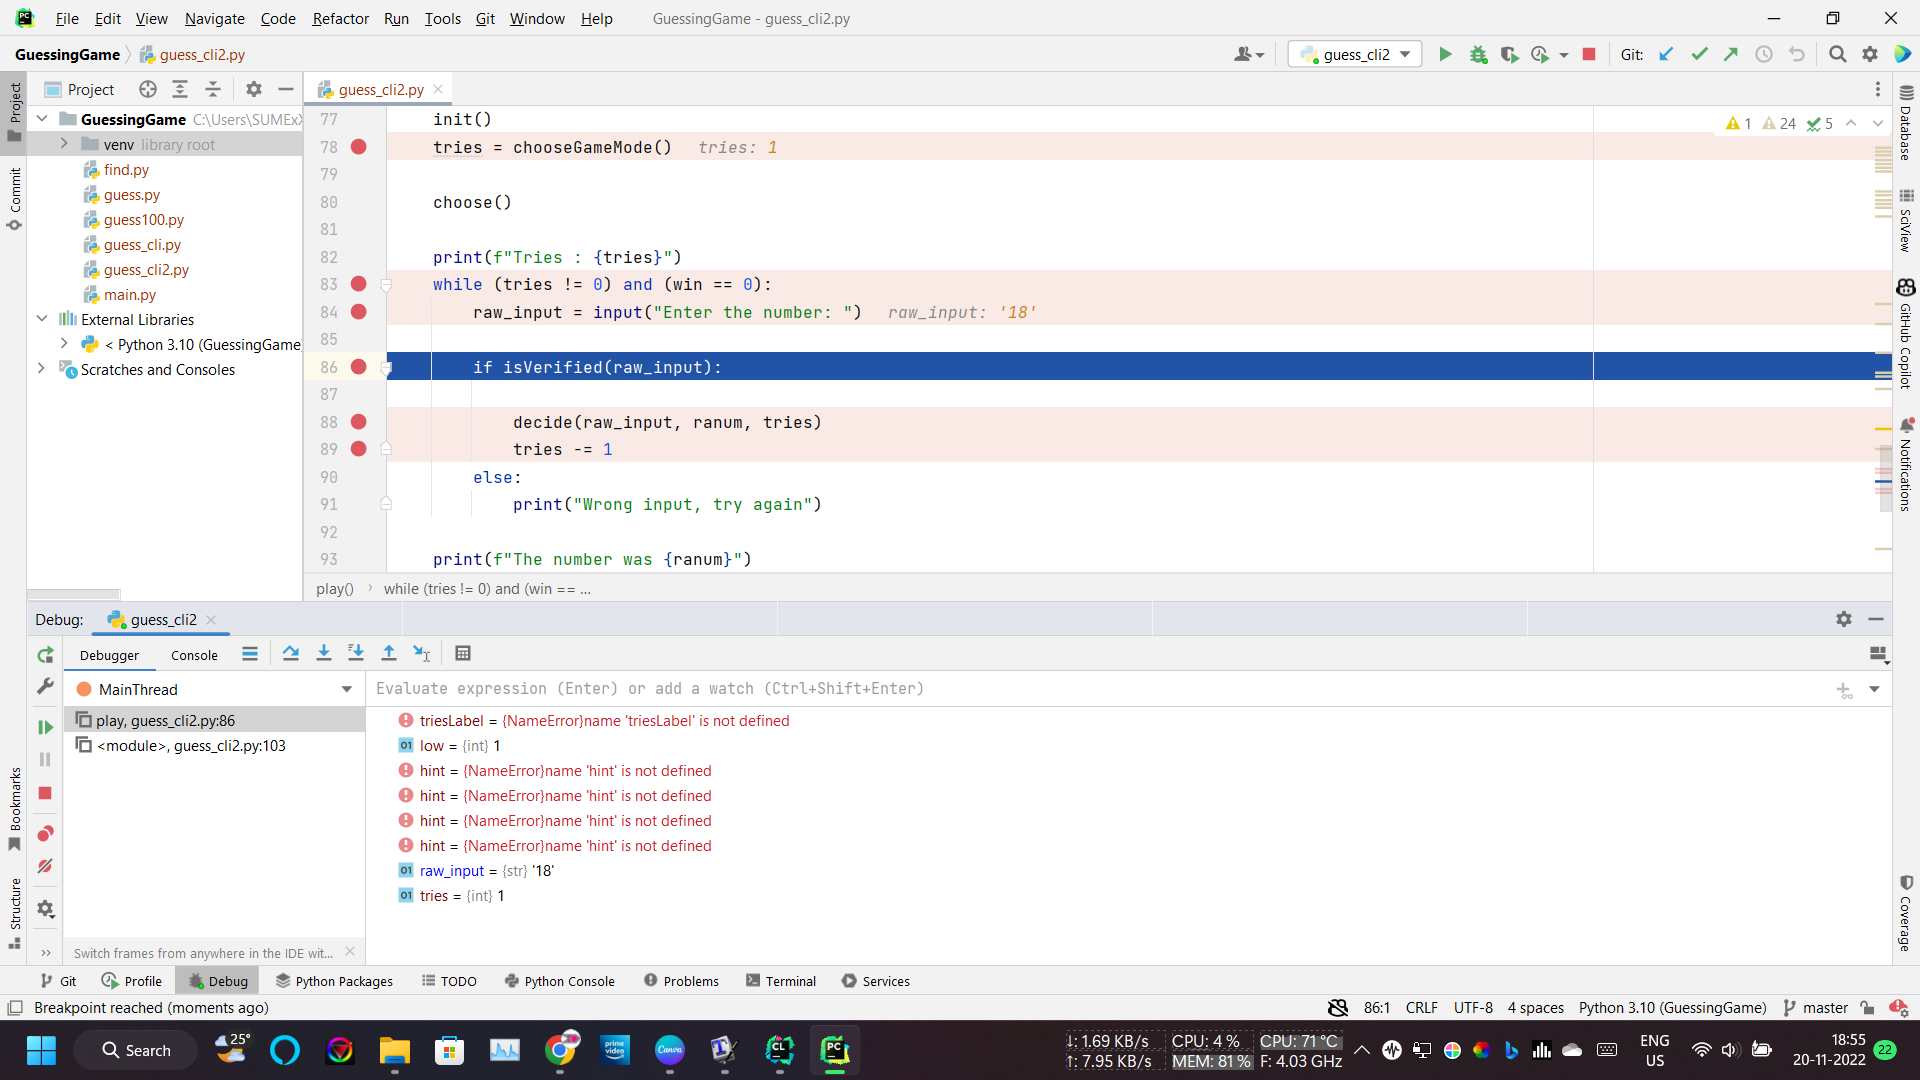 PC File Edit View Navigate Code Refactor Run Tools Git Window Help GuessingGame - guess_cli2.py
GuessingGame guess_cli2.py guess_cli2 Git:
Project guess_cli2.py
GuessingGame C:\Users\SUMEx
venv library root
find.py
guess.py
guess100.py
guess_cli.py
guess_cli2.py
main.py
External Libraries
< Python 3.10 (GuessingGame
Scratches and Consoles
1 24 5
77 init()
78 tries = chooseGameMode() tries: 1
79
80 choose()
81
82 print(f"Tries : {tries}")
83 while (tries != 0) and (win == 0):
84 raw_input = input("Enter the number: ") raw_input: '18'
85
86 if isVerified(raw_input):
87
88 decide(raw_input, ranum, tries)
89 tries -= 1
90 else:
91 print("Wrong input, try again")
92
93 print(f"The number was {ranum}")
play() while (tries != 0) and (win == ...
Project
Commit
Bookmarks
Structure
Database
SciView
GitHub Copilot
Notifications
Coverage
Debug: guess_cli2
Debugger Console
MainThread
play, guess_cli2.py:86
<module>, guess_cli2.py:103
Switch frames from anywhere in the IDE wit...
Evaluate expression (Enter) or add a watch (Ctrl+Shift+Enter)
triesLabel = {NameError}name 'triesLabel' is not defined
01 low = {int} 1
hint = {NameError}name 'hint' is not defined
hint = {NameError}name 'hint' is not defined
hint = {NameError}name 'hint' is not defined
hint = {NameError}name 'hint' is not defined
01 raw_input = {str} '18'
01 tries = {int} 1
Git Profile Debug Python Packages TODO Python Console Problems Terminal Services
Breakpoint reached (moments ago) 86:1 CRLF UTF-8 4 spaces Python 3.10 (GuessingGame) master
Search 25° prime video Canva CL PC
↓: 1.69 KB/s CPU: 4 % CPU: 71 °C
↑: 7.95 KB/s MEM: 81 % F: 4.03 GHz
ENG
US
18:55
20-11-2022
22